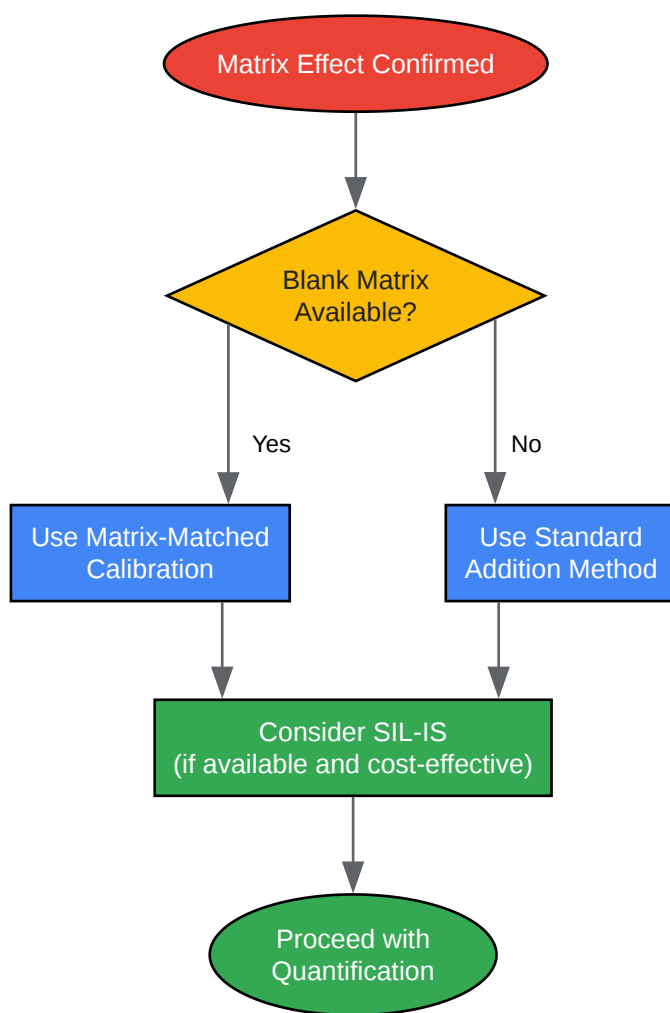 Matrix Effect Confirmed
Blank Matrix
Available?
Yes
No
Use Matrix-Matched
Calibration
Use Standard
Addition Method
Consider SIL-IS
(if available and cost-effective)
Proceed with
Quantification